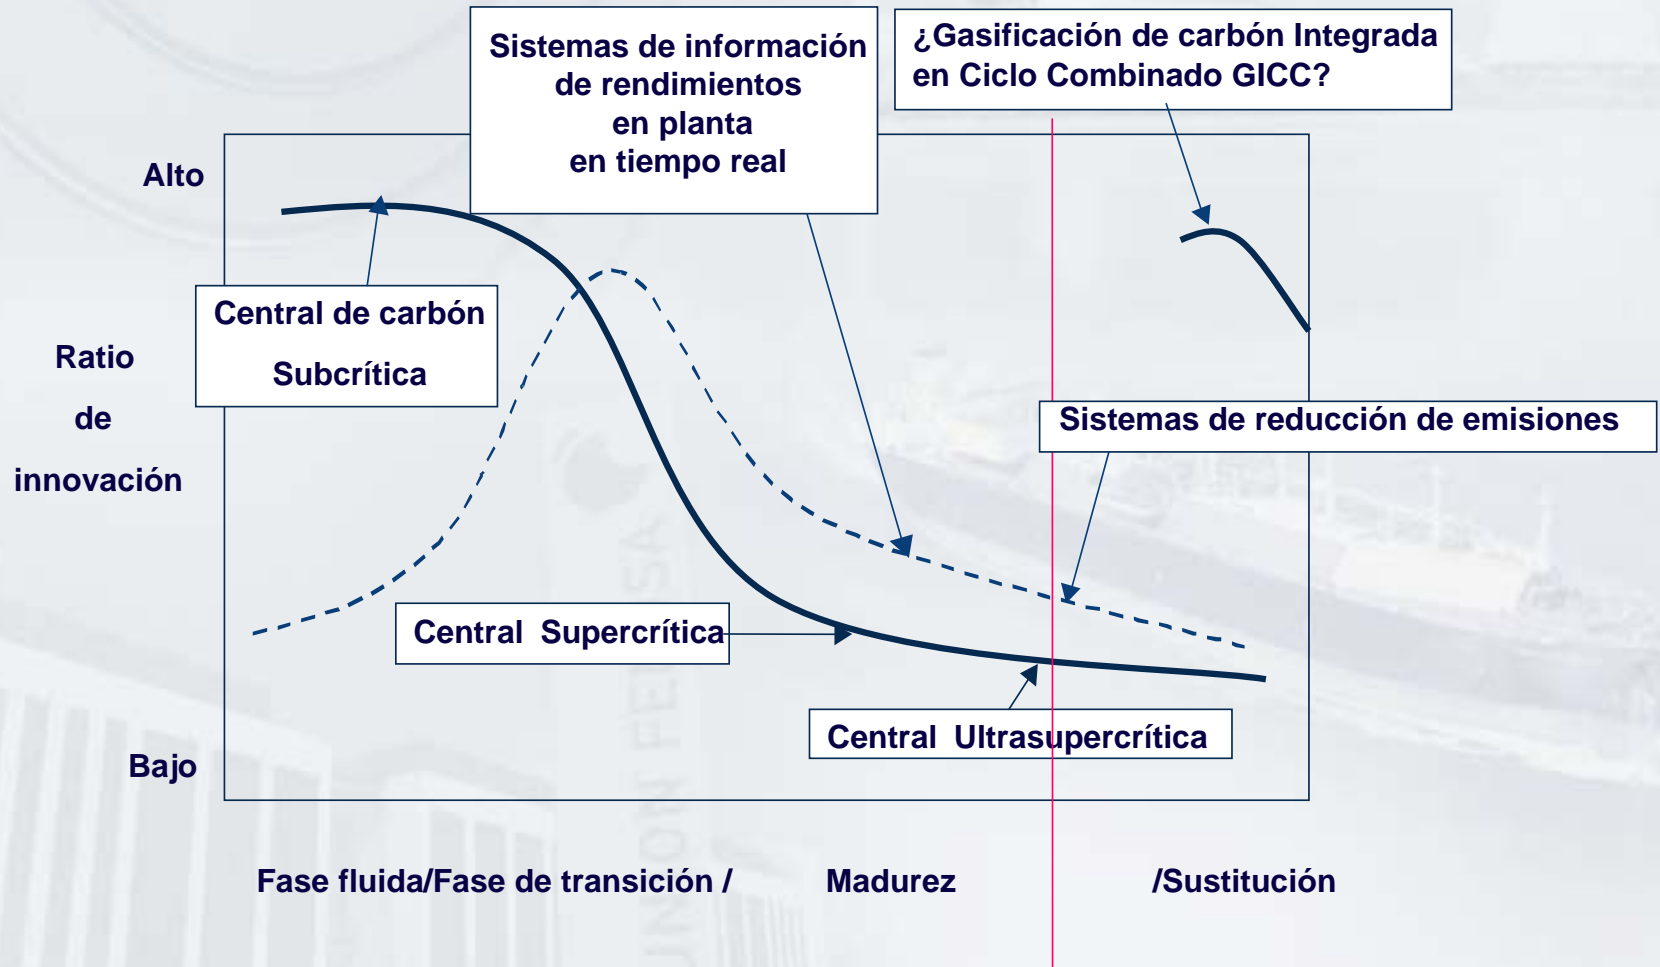 Sistemas de información
de rendimientos
en planta
en tiempo real
¿Gasificación de carbón Integrada
en Ciclo Combinado GICC?
Alto
Central de carbón
Subcrítica
Ratio
de
innovación
Sistemas de reducción de emisiones
Central Supercrítica
Central Ultrasupercrítica
Bajo
Fase fluida/Fase de transición / Madurez /Sustitución
UNION FENOSA